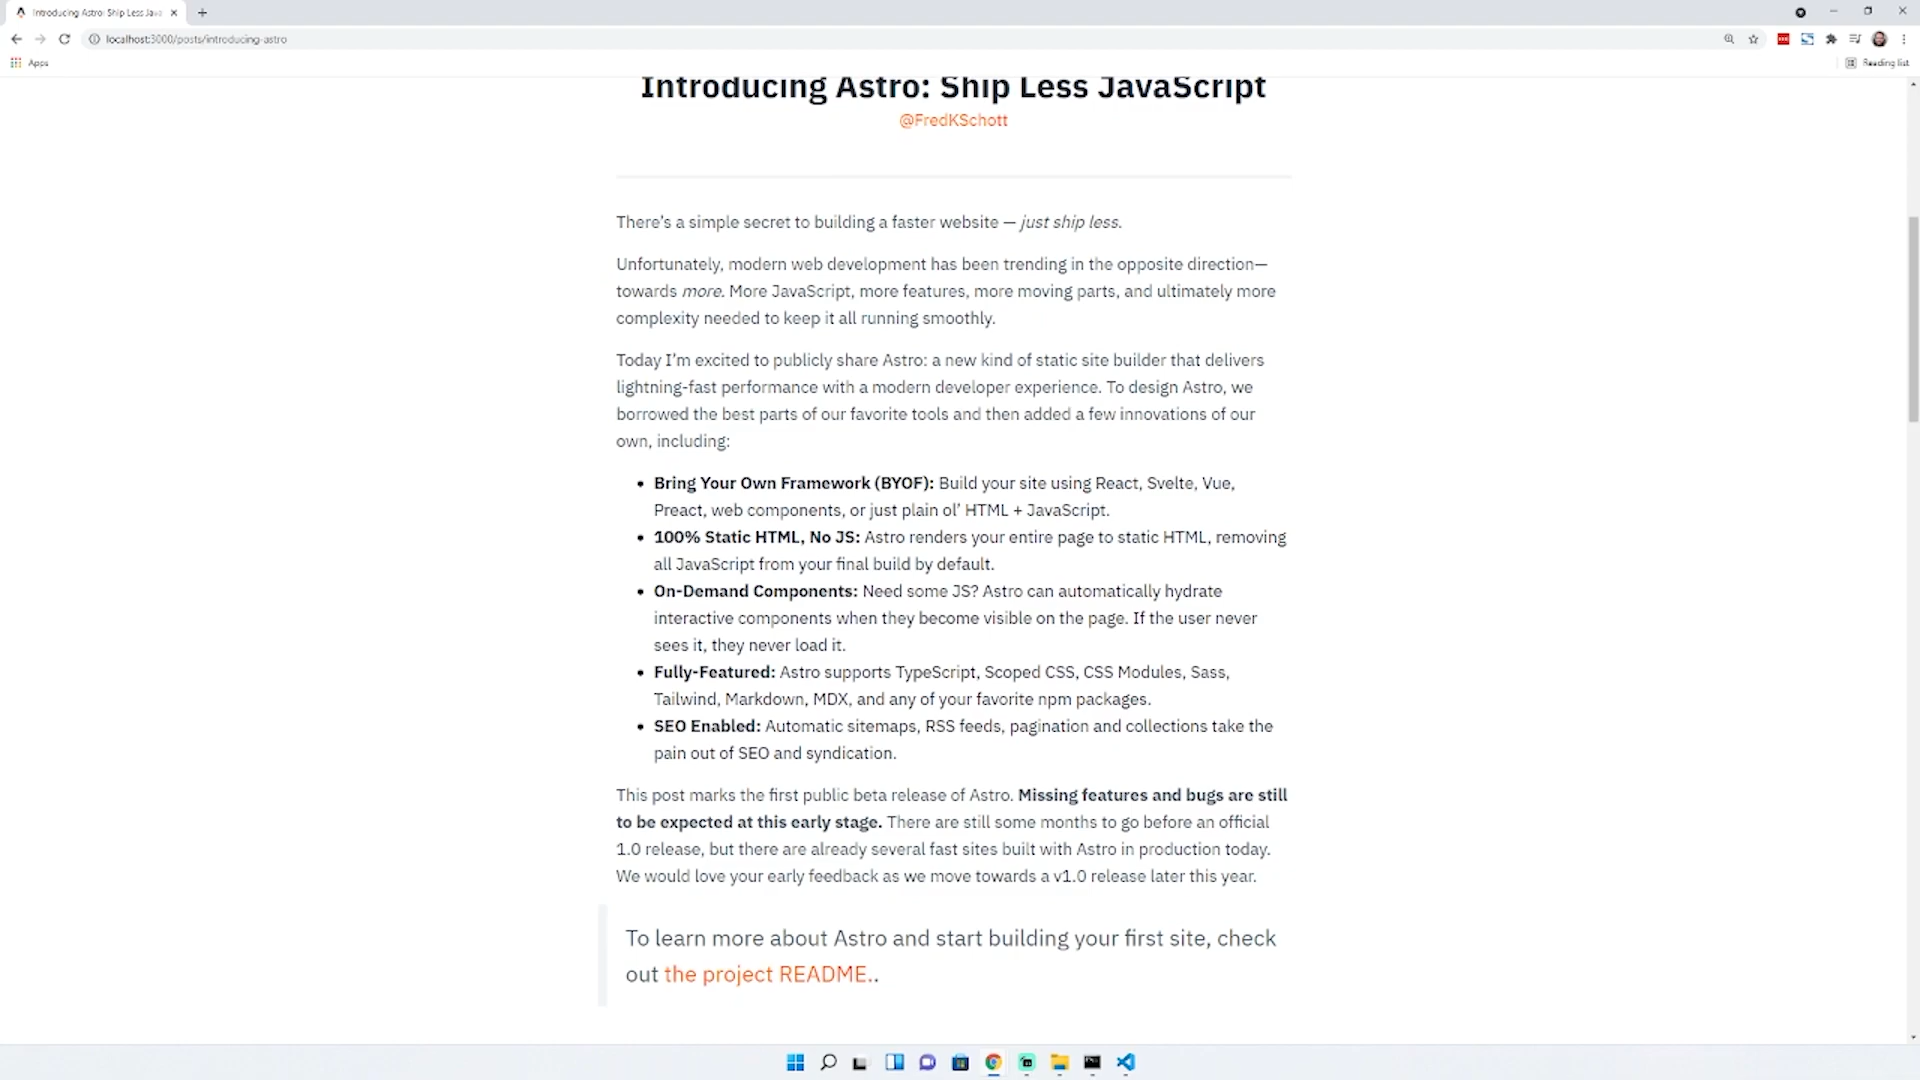 Introducing Astro: Ship Less Java
localhost:3000/posts/introducing-astro
Apps
Reading list
Introducing Astro: Ship Less JavaScript
@FredKSchott
There’s a simple secret to building a faster website — just ship less.
Unfortunately, modern web development has been trending in the opposite direction—
towards more. More JavaScript, more features, more moving parts, and ultimately more
complexity needed to keep it all running smoothly.
Today I’m excited to publicly share Astro: a new kind of static site builder that delivers
lightning-fast performance with a modern developer experience. To design Astro, we
borrowed the best parts of our favorite tools and then added a few innovations of our
own, including:
• Bring Your Own Framework (BYOF): Build your site using React, Svelte, Vue,
Preact, web components, or just plain ol’ HTML + JavaScript.
• 100% Static HTML, No JS: Astro renders your entire page to static HTML, removing
all JavaScript from your final build by default.
• On-Demand Components: Need some JS? Astro can automatically hydrate
interactive components when they become visible on the page. If the user never
sees it, they never load it.
• Fully-Featured: Astro supports TypeScript, Scoped CSS, CSS Modules, Sass,
Tailwind, Markdown, MDX, and any of your favorite npm packages.
• SEO Enabled: Automatic sitemaps, RSS feeds, pagination and collections take the
pain out of SEO and syndication.
This post marks the first public beta release of Astro. Missing features and bugs are still
to be expected at this early stage. There are still some months to go before an official
1.0 release, but there are already several fast sites built with Astro in production today.
We would love your early feedback as we move towards a v1.0 release later this year.
To learn more about Astro and start building your first site, check
out the project README..